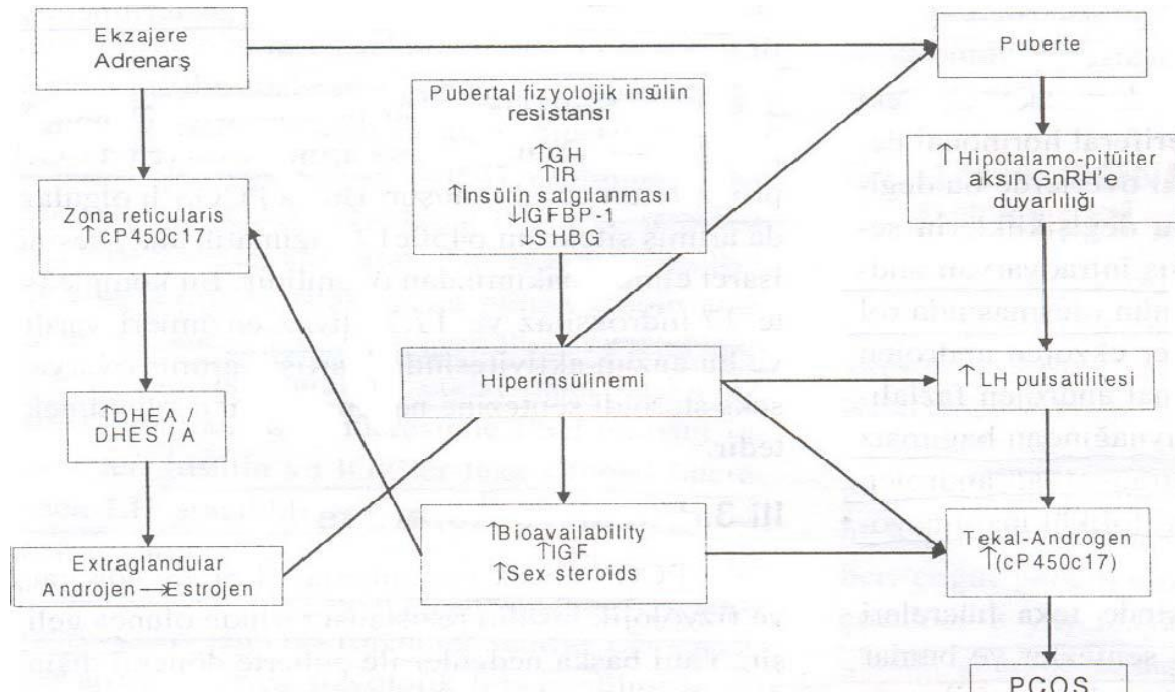 Ekzajere
Adrenarş
Puberte
Pubertal fizyolojik insülin
resistansı
↑GH
↑IR
↑Insülin salgılanması
↓IGFBP-1
↓SHBG
↑Hipotalamo-pitüiter
aksın GnRH'e
duyarlılığı
Zona reticularis
↑cP450c17
Hiperinsülinemi
↑ LH pulsatilitesi
↑DHEA /
DHES / A
↑Bioavailability
↑IGF
↑Sex steroids
Tekal-Androgen
↑(cP450c17)
Extraglandular
Androjen → Estrojen
PCOS